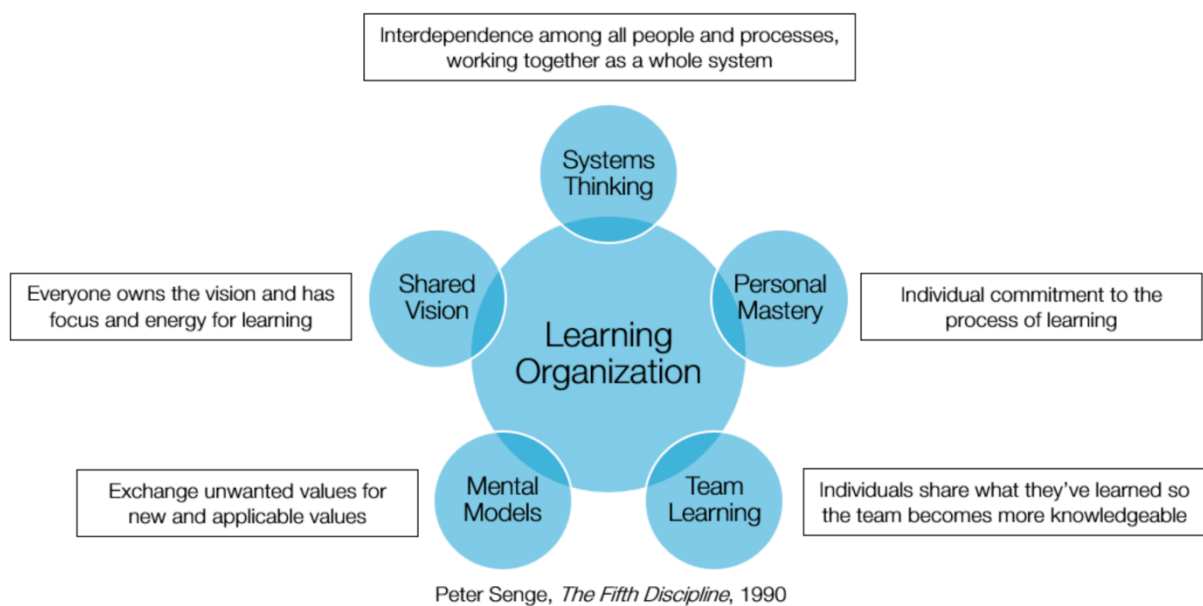 Interdependence among all people and processes,
working together as a whole system
Systems
Thinking
Shared
Vision
Everyone owns the vision and has
focus and energy for learning
Personal
Mastery
Individual commitment to the
process of learning
Learning
Organization
Mental
Models
Exchange unwanted values for
new and applicable values
Team
Learning
Individuals share what they've learned so
the team becomes more knowledgeable
Peter Senge, The Fifth Discipline, 1990